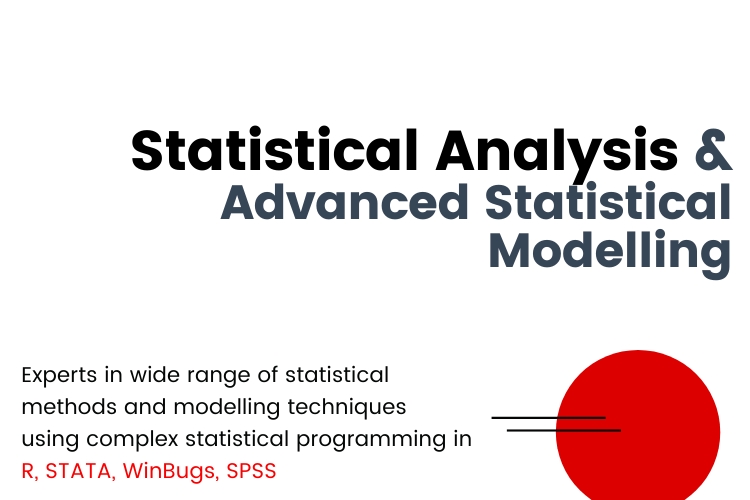 Statistical Analysis &
Advanced Statistical
Modelling
Experts in wide range of statistical
methods and modelling techniques
using complex statistical programming in
R, STATA, WinBugs, SPSS